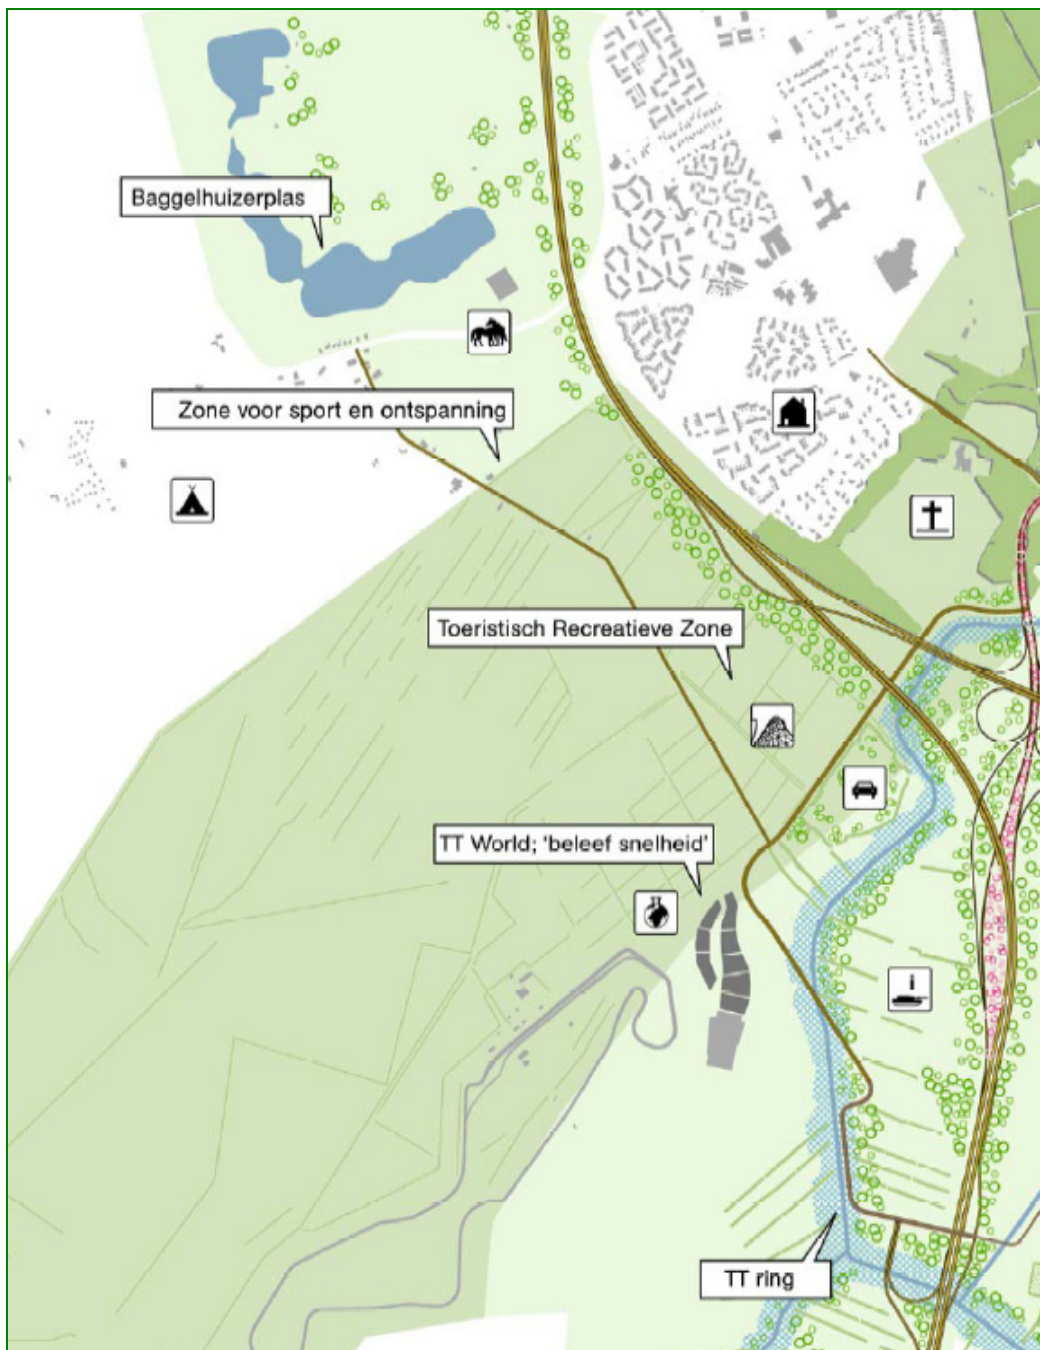 Baggelhuizerplas
Zone voor sport en ontspanning
Toeristisch Recreatieve Zone
TT World; 'beleef snelheid'
TT ring